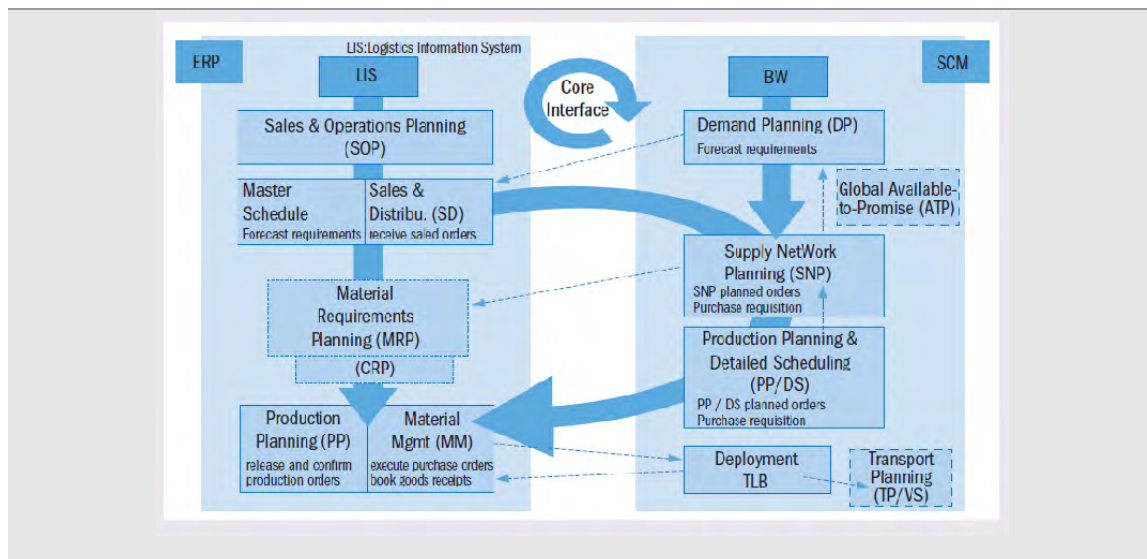 LIS:Logistics Information System
ERP
LIS
Sales & Operations Planning
(SOP)
Master
Schedule
Forecast requirements
Sales &
Distribu. (SD)
receive saled orders
Material
Requirements
Planning (MRP)
(CRP)
Production
Planning (PP)
release and confirm
production orders
Material
Mgmt (MM)
execute purchase orders
book goods receipts
Core
Interface
BW
SCM
Demand Planning (DP)
Forecast requirements
Global Available-
to-Promise (ATP)
Supply NetWork
Planning (SNP)
SNP planned orders
Purchase requisition
Production Planning &
Detailed Scheduling
(PP/DS)
PP / DS planned orders
Purchase requisition
Deployment
TLB
Transport
Planning
(TP/VS)